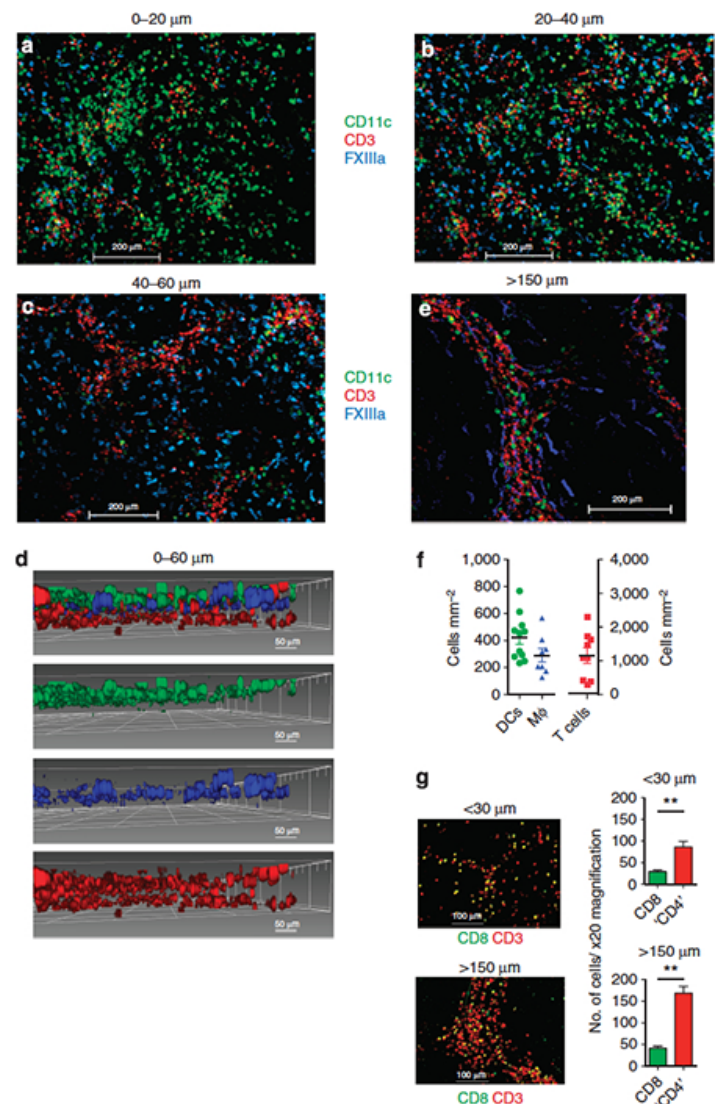 0–20 μm
20–40 μm
a
b
CD11c
CD3
FXIIIa
200 μm
200 μm
40–60 μm
>150 μm
c
e
CD11c
CD3
FXIIIa
200 μm
200 μm
d
0–60 μm
50 μm
50 μm
50 μm
50 μm
f
1,000
800
600
400
200
0
Cells mm⁻²
DCs
Mϕ
4,000
3,000
2,000
1,000
0
Cells mm⁻²
T cells
g
<30 μm
100 μm
CD8 CD3
>150 μm
100 μm
CD8 CD3
No. of cells/ x20 magnification
<30 μm
**
200
150
100
50
0
CD8
'CD4'
>150 μm
**
200
150
100
50
0
CD8
'CD4'